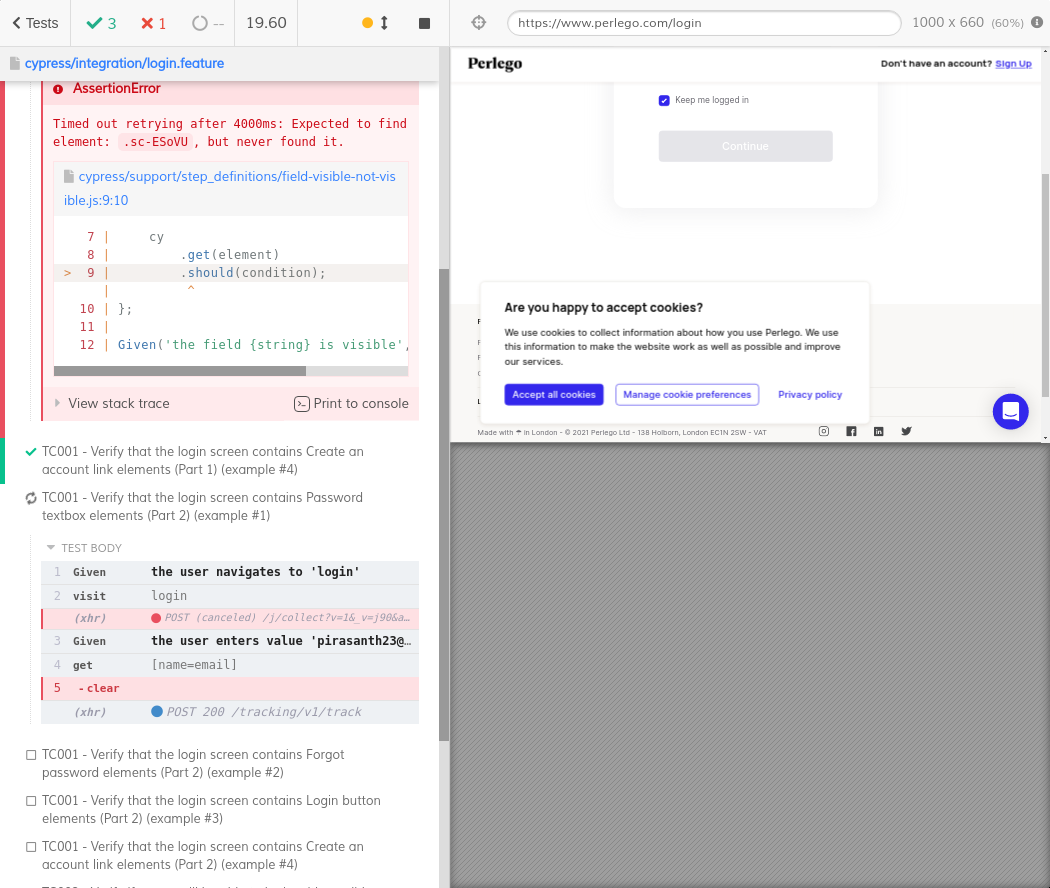 Tests
3
1
--
19.60
https://www.perlego.com/login
1000 x 660 (60%)
cypress/integration/login.feature
AssertionError
Timed out retrying after 4000ms: Expected to find
element: .sc-ESoVU, but never found it.
cypress/support/step_definitions/field-visible-not-vis
ible.js:9:10
7 | cy
8 | .get(element)
> 9 | .should(condition);
| ^
10 | };
11 |
12 | Given('the field {string} is visible',
View stack trace
Print to console
TC001 - Verify that the login screen contains Create an
account link elements (Part 1) (example #4)
TC001 - Verify that the login screen contains Password
textbox elements (Part 2) (example #1)
TEST BODY
1 Given the user navigates to 'login'
2 visit login
(xhr) POST (canceled) /j/collect?v=1&_v=j90&a…
3 Given the user enters value 'pirasanth23@…
4 get [name=email]
5 -clear
(xhr) POST 200 /tracking/v1/track
TC001 - Verify that the login screen contains Forgot
password elements (Part 2) (example #2)
TC001 - Verify that the login screen contains Login button
elements (Part 2) (example #3)
TC001 - Verify that the login screen contains Create an
account link elements (Part 2) (example #4)
Perlego
Don't have an account? Sign Up
Keep me logged in
Continue
Are you happy to accept cookies?
We use cookies to collect information about how you use Perlego. We use
this information to make the website work as well as possible and improve
our services.
Accept all cookies
Manage cookie preferences
Privacy policy
Made with ☂ in London - © 2021 Perlego Ltd - 138 Holborn, London EC1N 2SW - VAT